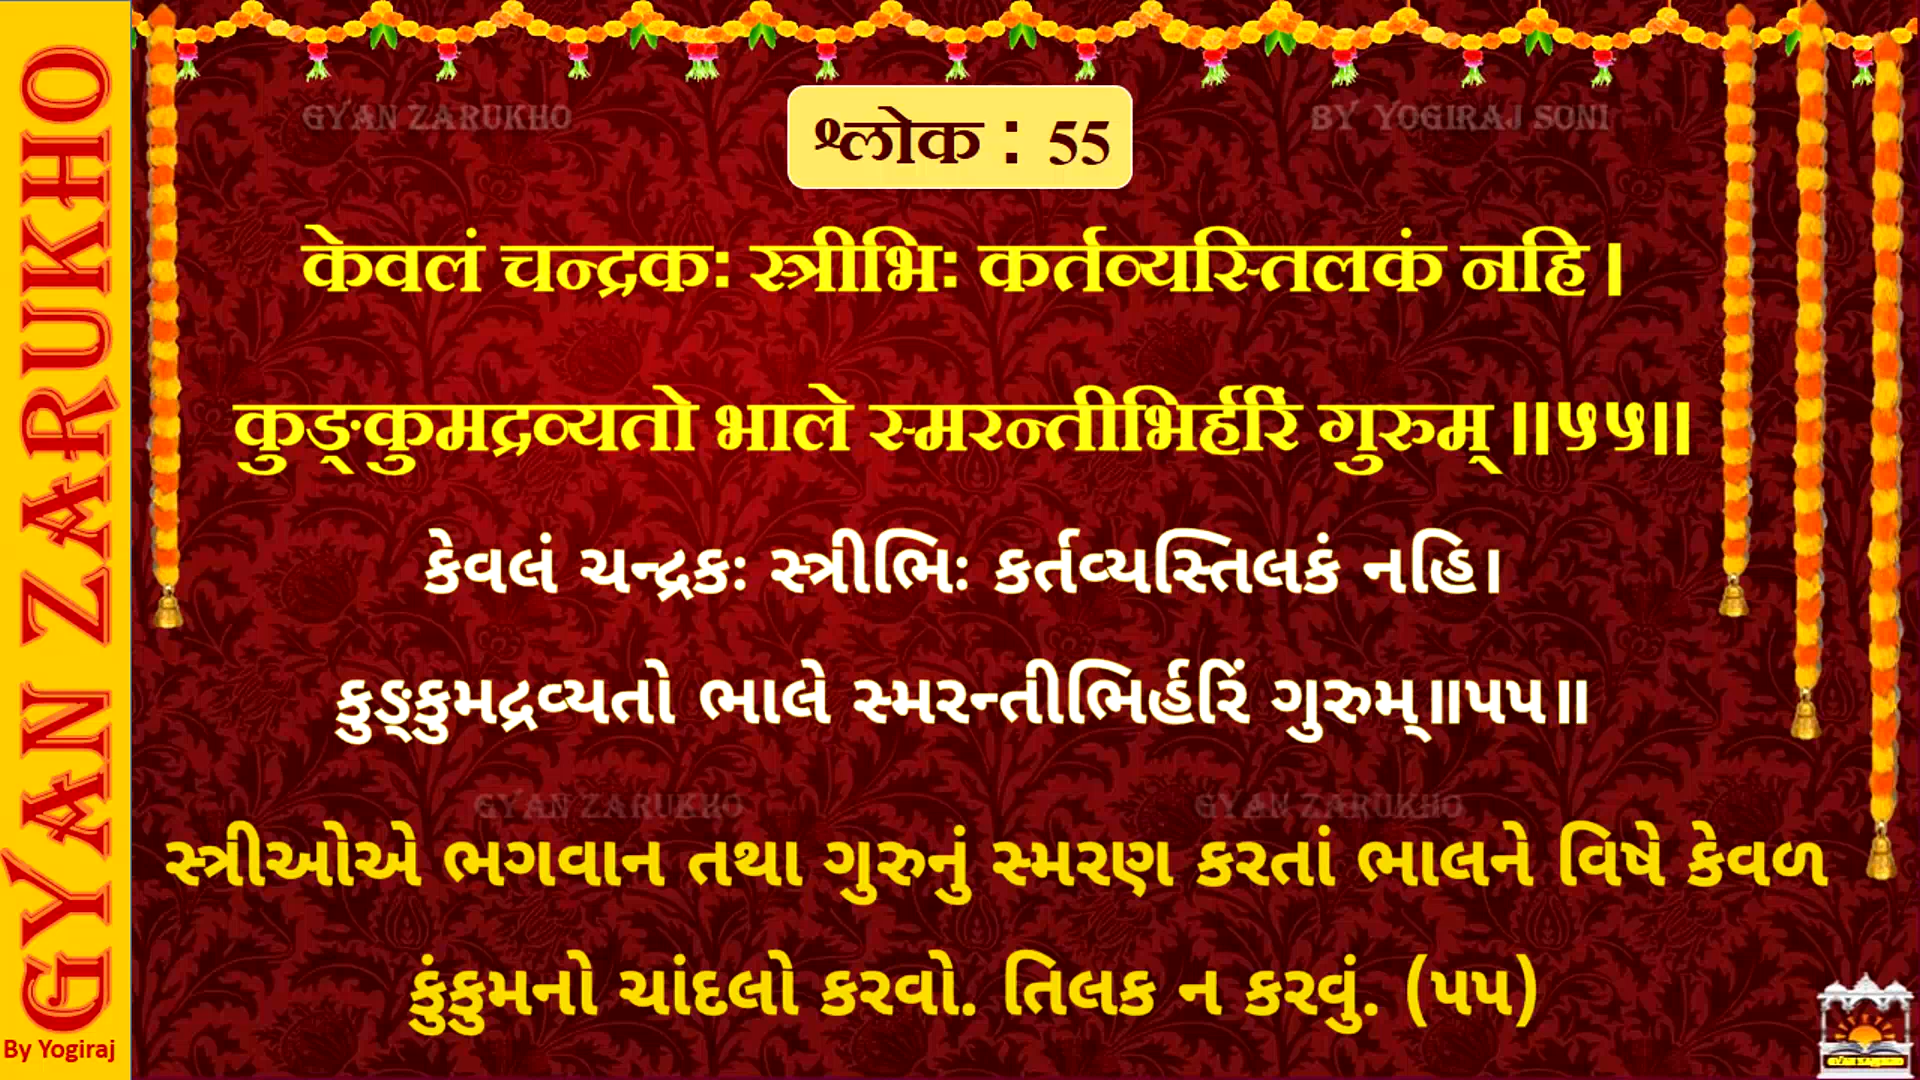 GYAN ZARUKHO
By Yogiraj
GYAN ZARUKHO
BY YOGIRAJ SONI
श्लोक : 55
केवलं चन्द्रकः स्त्रीभिः कर्तव्यस्तिलकं नहि।
कुङ्कुमद्रव्यतो भाले स्मरन्तीभिर्हरिं गुरुम्॥५५॥
કેવલં ચન્દ્રકઃ સ્ત્રીભિઃ કર્તવ્યસ્તિલકં નહિ।
કુઙ્કુમદ્રવ્યતો ભાલે સ્મરન્તીભિર્હરિં ગુરુમ્॥૫૫॥
GYAN ZARUKHO
GYAN ZARUKHO
સ્ત્રીઓએ ભગવાન તથા ગુરુનું સ્મરણ કરતાં ભાલને વિષે કેવળ
કુંકુમનો ચાંદલો કરવો. તિલક ન કરવું. (૫૫)
GYAN ZARUKHO